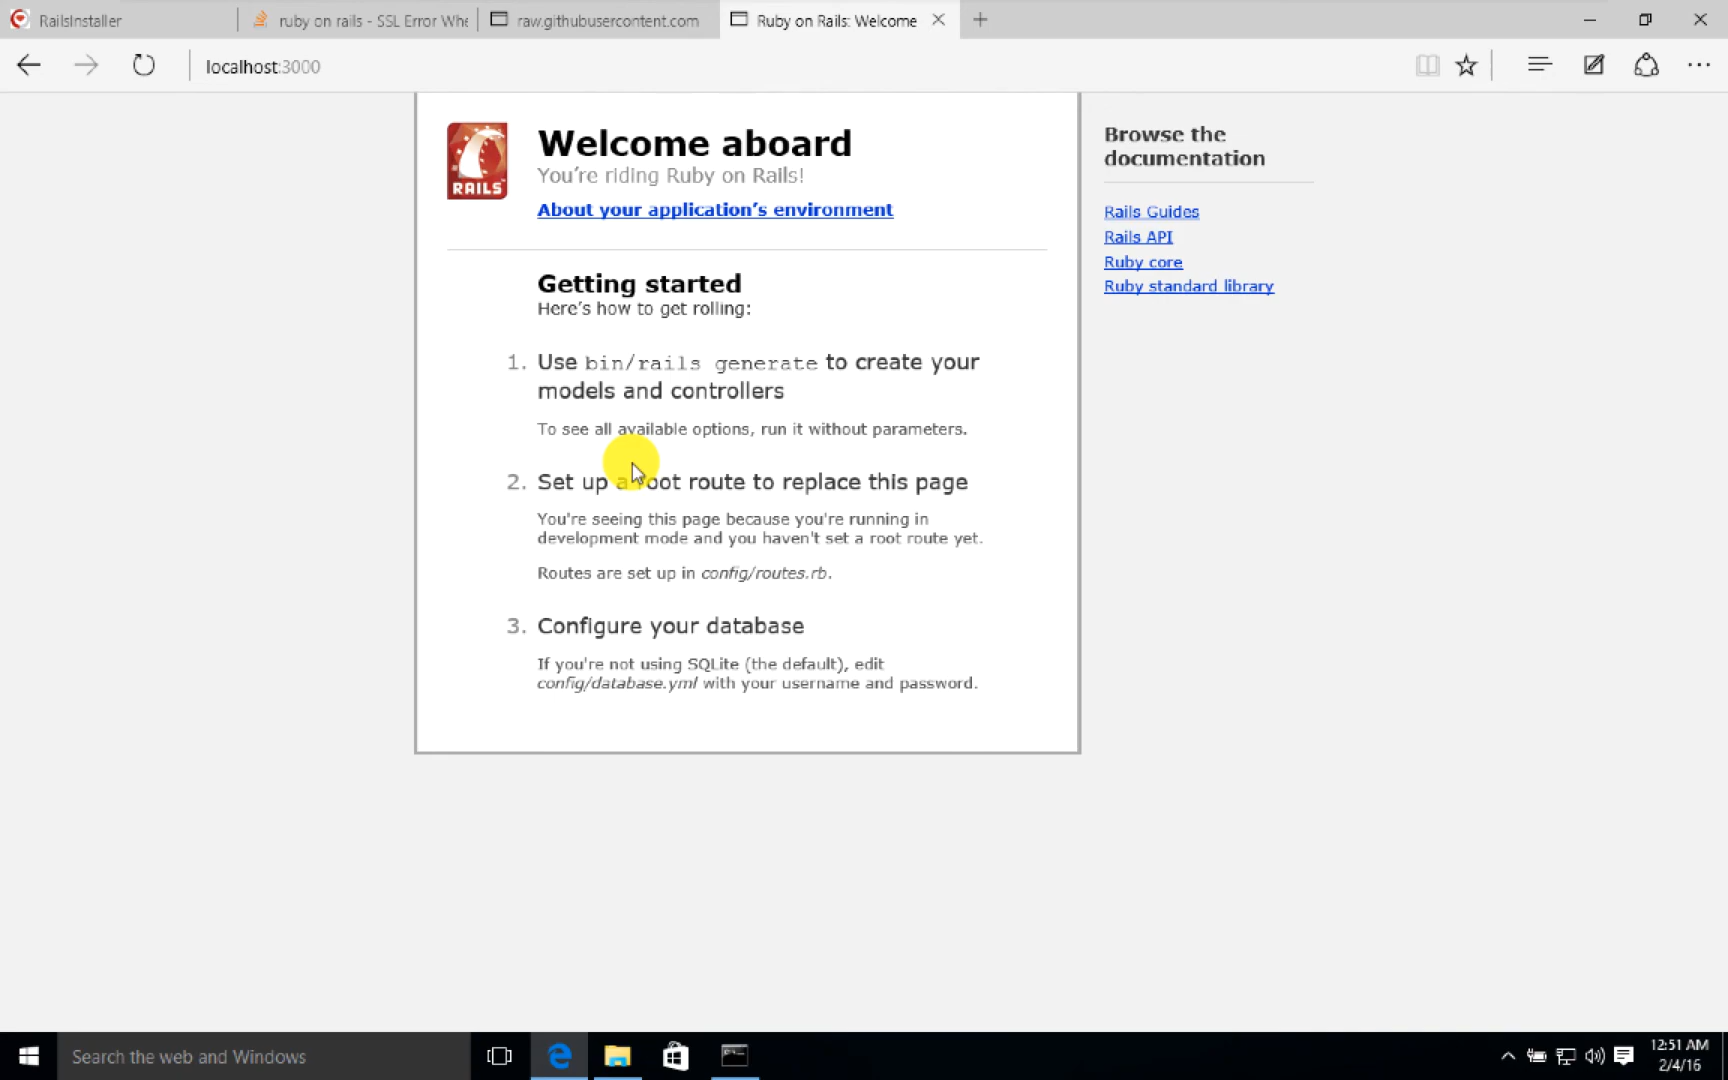 RailsInstaller
ruby on rails - SSL Error Whe
raw.githubusercontent.com
Ruby on Rails: Welcome
localhost:3000
RAILS
Welcome aboard
You're riding Ruby on Rails!
About your application's environment
Getting started
Here's how to get rolling:
1. Use bin/rails generate to create your
models and controllers
To see all available options, run it without parameters.
2. Set up a root route to replace this page
You're seeing this page because you're running in
development mode and you haven't set a root route yet.
Routes are set up in config/routes.rb.
3. Configure your database
If you're not using SQLite (the default), edit
config/database.yml with your username and password.
Browse the
documentation
Rails Guides
Rails API
Ruby core
Ruby standard library
Search the web and Windows
12:51 AM
2/4/16